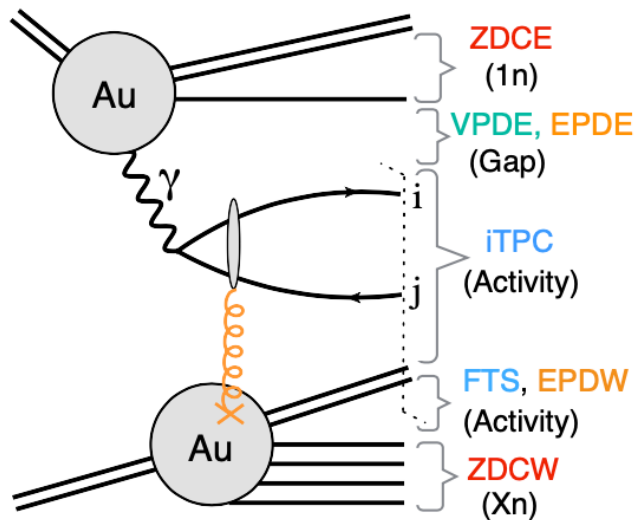 Au
ZDCE
(1n)
VPDE, EPDE
(Gap)
γ
i
iTPC
(Activity)
j
FTS, EPDW
(Activity)
Au
ZDCW
(Xn)